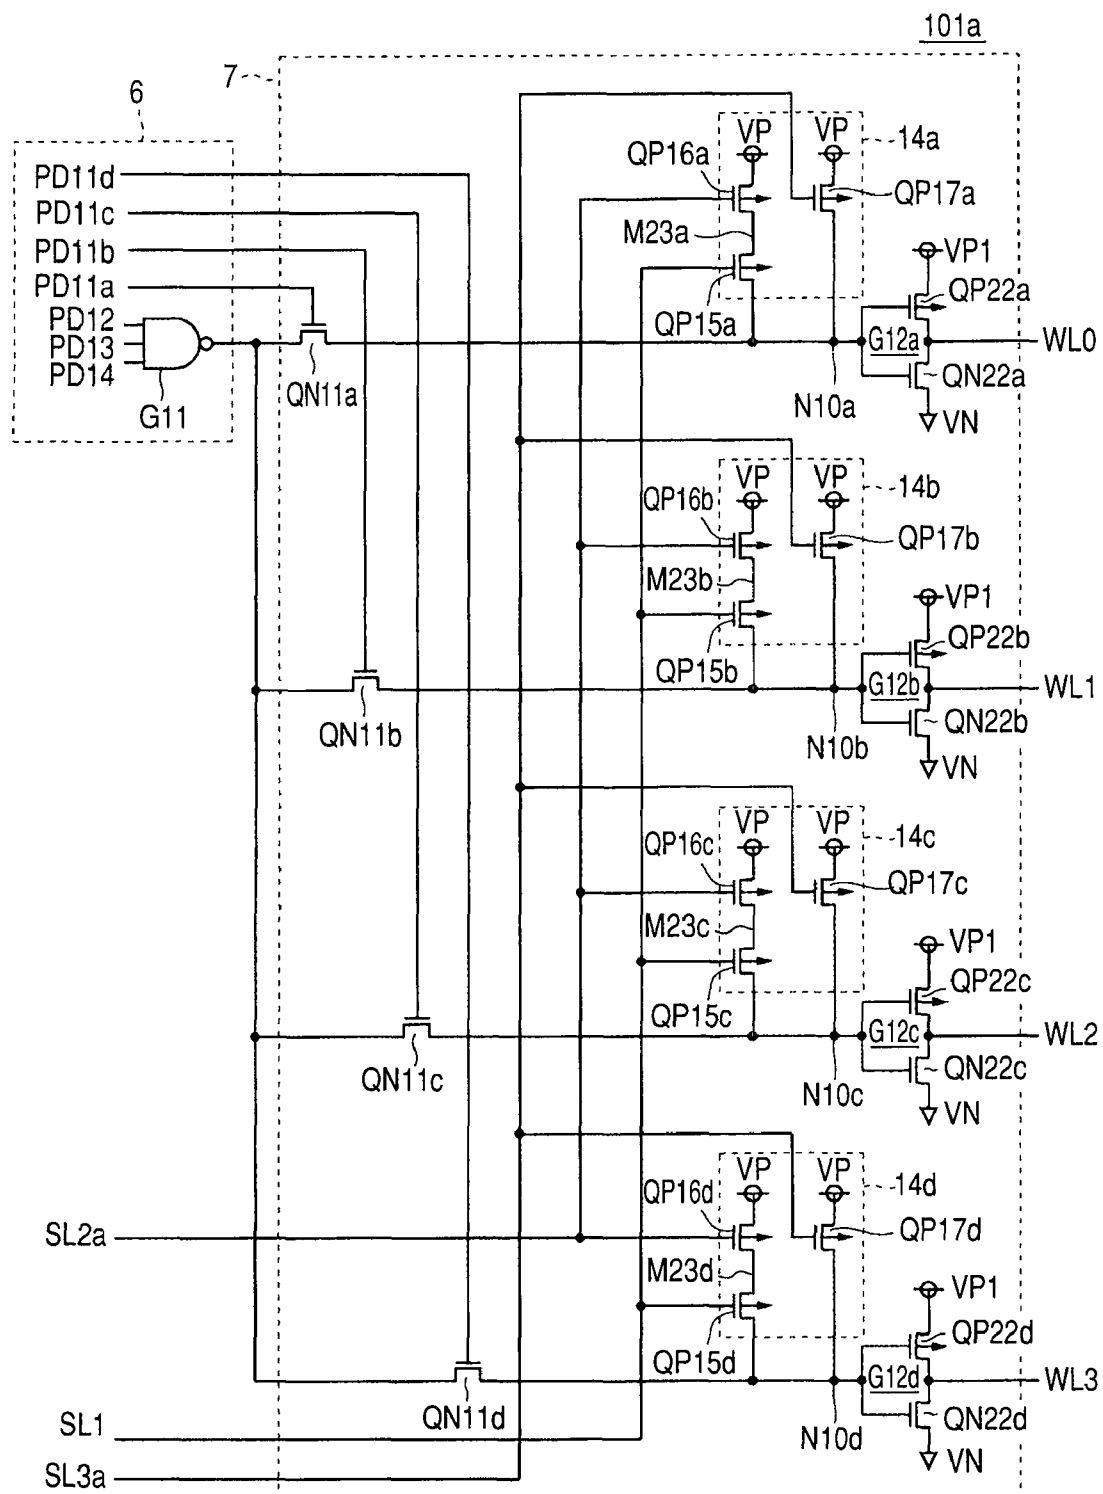 101a
7
6
VP VP
14a
QP16a
QP17a
PD11d
PD11c
M23a
PD11b
VP1
PD11a
QP22a
PD12
QP15a
PD13
G12a
WL0
PD14
QN11a
QN22a
G11
N10a
VN
VP VP
14b
QP16b
QP17b
M23b
VP1
QP22b
QP15b
G12b
WL1
QN11b
QN22b
N10b
VN
VP VP
14c
QP16c
QP17c
M23c
VP1
QP22c
QP15c
G12c
WL2
QN11c
QN22c
N10c
VN
VP VP
14d
QP16d
SL2a
QP17d
M23d
VP1
QP22d
QP15d
G12d
WL3
QN11d
QN22d
SL1
N10d
VN
SL3a